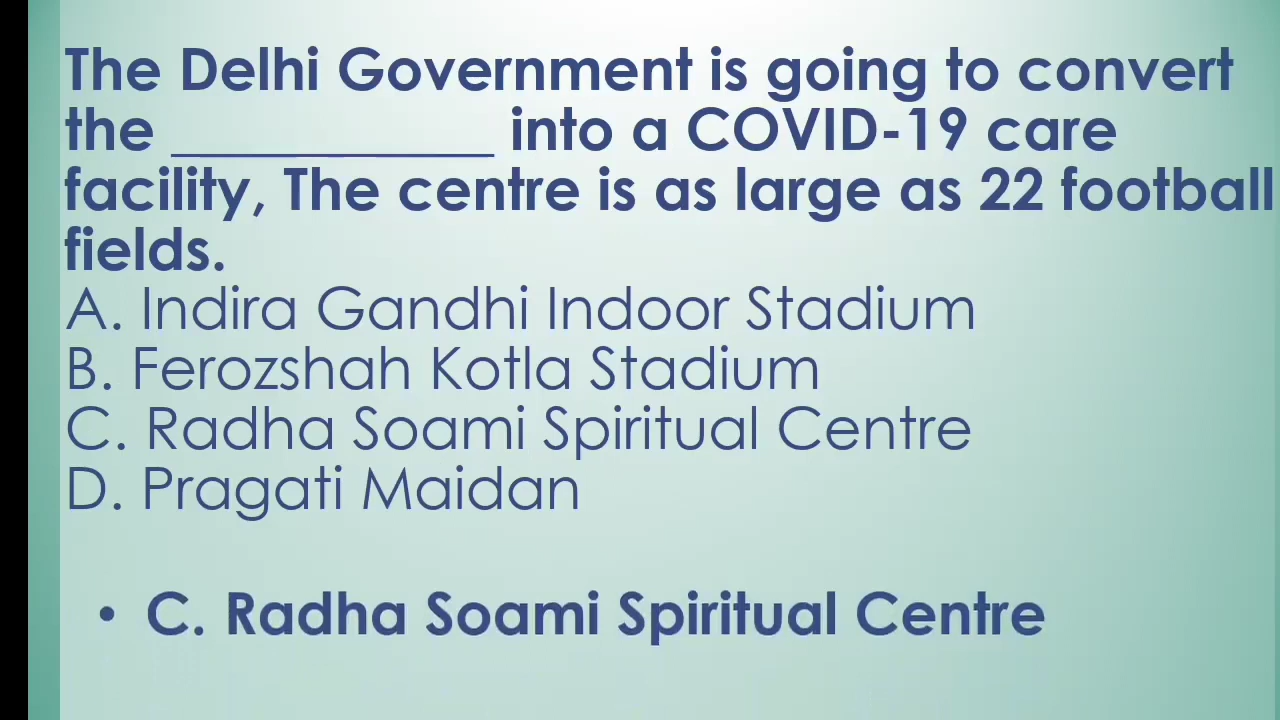 The Delhi Government is going to convert
the ___________ into a COVID-19 care
facility, The centre is as large as 22 football
fields.
A. Indira Gandhi Indoor Stadium
B. Ferozshah Kotla Stadium
C. Radha Soami Spiritual Centre
D. Pragati Maidan
• C. Radha Soami Spiritual Centre